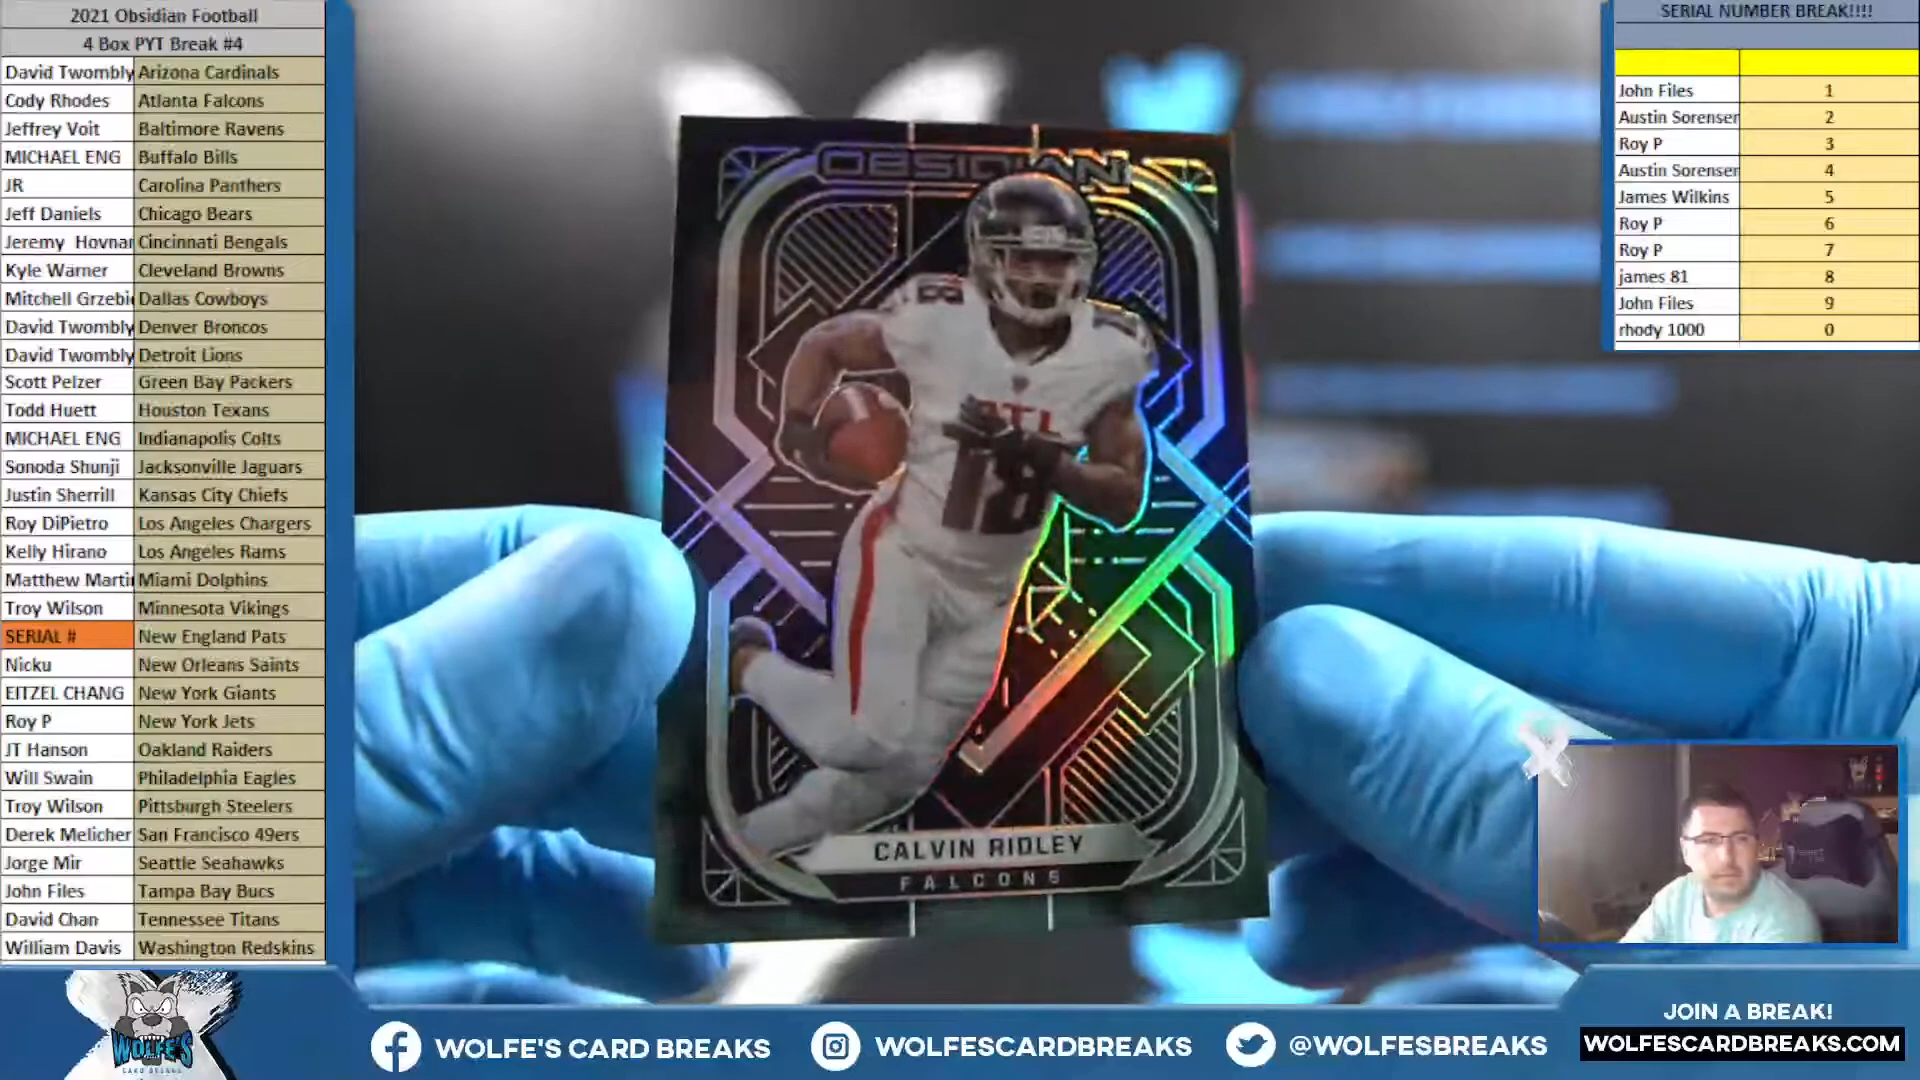 2021 Obsidian Football
4 Box PYT Break #4
David Twombly Arizona Cardinals
Cody Rhodes Atlanta Falcons
Jeffrey Voit Baltimore Ravens
MICHAEL ENG Buffalo Bills
JR Carolina Panthers
Jeff Daniels Chicago Bears
Jeremy Hovnar Cincinnati Bengals
Kyle Warner Cleveland Browns
Mitchell Grzebi Dallas Cowboys
David Twombly Denver Broncos
David Twombly Detroit Lions
Scott Pelzer Green Bay Packers
Todd Huett Houston Texans
MICHAEL ENG Indianapolis Colts
Sonoda Shunji Jacksonville Jaguars
Justin Sherrill Kansas City Chiefs
Roy DiPietro Los Angeles Chargers
Kelly Hirano Los Angeles Rams
Matthew Marti Miami Dolphins
Troy Wilson Minnesota Vikings
SERIAL # New England Pats
Nicku New Orleans Saints
EITZEL CHANG New York Giants
Roy P New York Jets
JT Hanson Oakland Raiders
Will Swain Philadelphia Eagles
Troy Wilson Pittsburgh Steelers
Derek Melicher San Francisco 49ers
Jorge Mir Seattle Seahawks
John Files Tampa Bay Bucs
David Chan Tennessee Titans
William Davis Washington Redskins
OBSIDIAN
ATL
18
CALVIN RIDLEY
FALCONS
SERIAL NUMBER BREAK!!!!
John Files 1
Austin Sorensen 2
Roy P 3
Austin Sorensen 4
James Wilkins 5
Roy P 6
Roy P 7
james 81 8
John Files 9
rhody 1000 0
WOLFE'S
CARD BREAKS
WOLFE'S CARD BREAKS
WOLFESCARDBREAKS
@WOLFESBREAKS
JOIN A BREAK!
WOLFESCARDBREAKS.COM